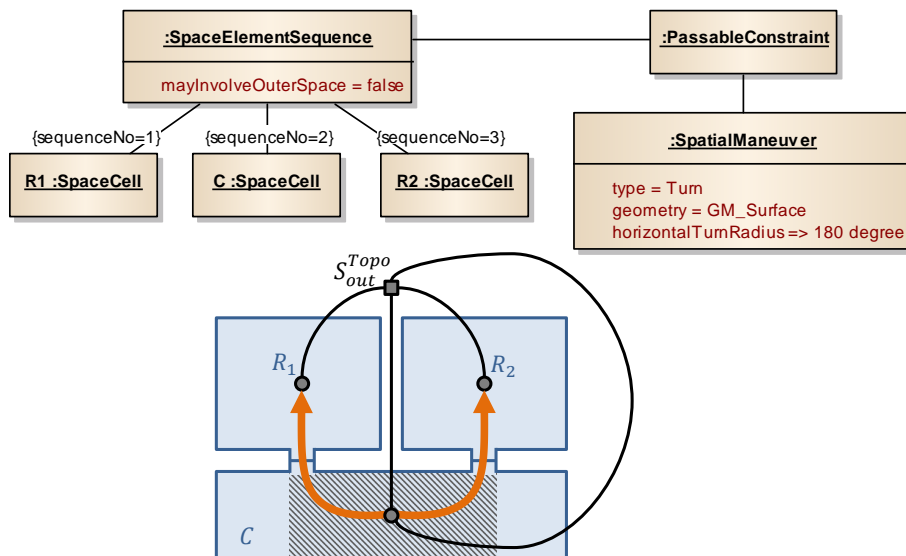 :SpaceElementSequence
:PassableConstraint
mayInvolveOuterSpace = false
{sequenceNo=1} {sequenceNo=2} {sequenceNo=3}
R1 :SpaceCell C :SpaceCell R2 :SpaceCell
:SpatialManeuver
type = Turn
geometry = GM_Surface
horizontalTurnRadius => 180 degree
S_out^Topo
R₁ R₂
C